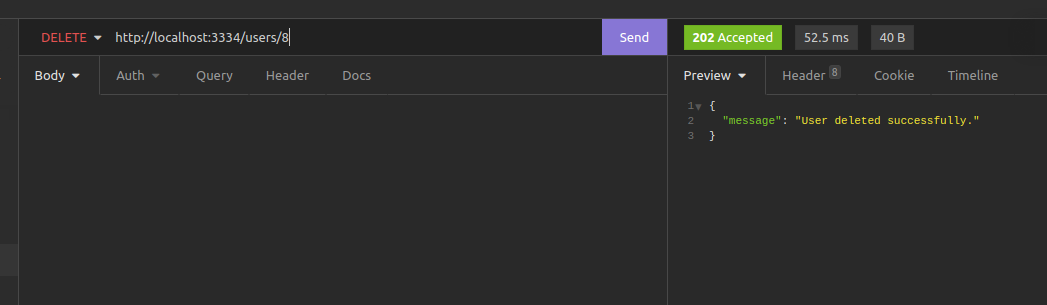 DELETE http://localhost:3334/users/8 Send 202 Accepted 52.5 ms 40 B
Body Auth Query Header Docs Preview Header 8 Cookie Timeline
1 {
2 "message": "User deleted successfully."
3 }